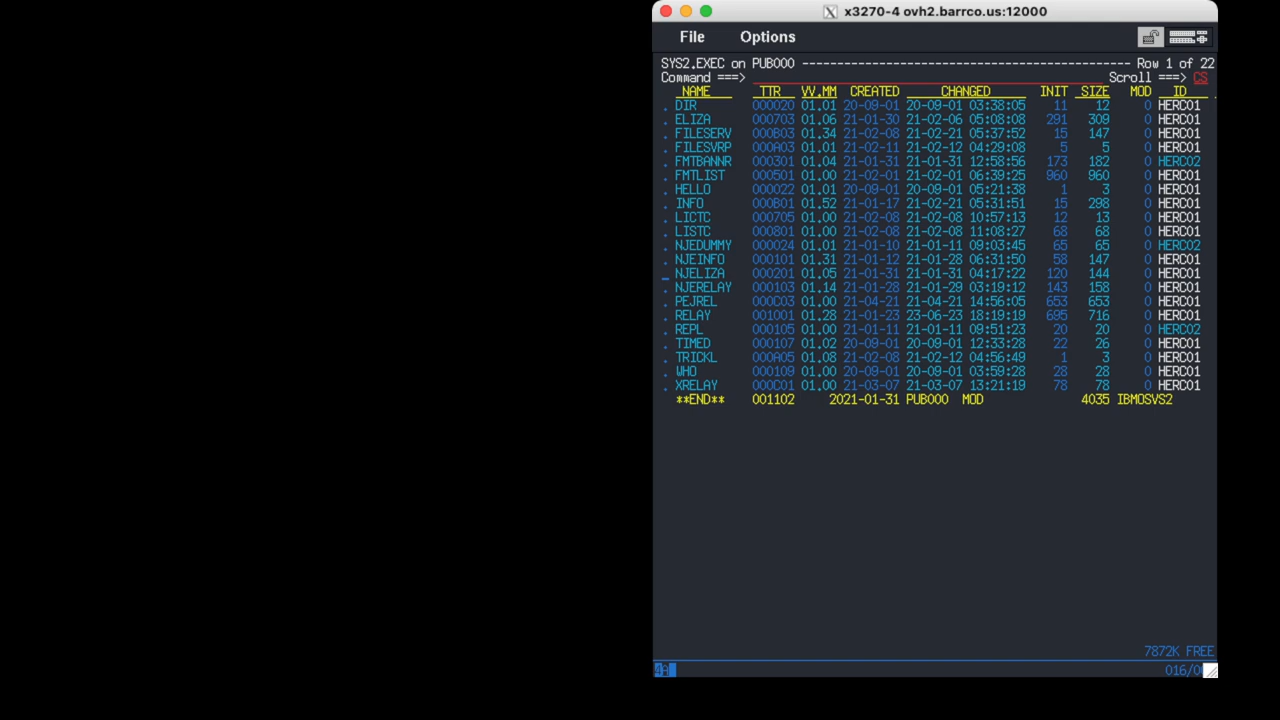 x3270-4 ovh2.barrco.us:12000
File Options
SYS2.EXEC on PUB000 ----------------------------------------------- Row 1 of 22
Command ===> Scroll ===> CS
NAME TTR VV.MM CREATED CHANGED INIT SIZE MOD ID
. DIR 000020 01.01 20-09-01 20-09-01 03:38:05 11 12 0 HERC01
. ELIZA 000703 01.06 21-01-30 21-02-06 05:08:08 291 309 0 HERC01
. FILESERV 000B03 01.34 21-02-08 21-02-21 05:37:52 15 147 0 HERC01
. FILESVRP 000A03 01.01 21-02-11 21-02-12 04:29:08 5 5 0 HERC01
. FMTBANNR 000301 01.04 21-01-31 21-01-31 12:58:56 173 182 0 HERC02
. FMTLIST 000501 01.00 21-02-01 21-02-01 06:39:25 960 960 0 HERC01
. HELLO 000022 01.01 20-09-01 20-09-01 05:21:38 1 3 0 HERC01
. INFO 000B01 01.52 21-01-17 21-02-21 05:31:51 15 298 0 HERC01
. LICTC 000705 01.00 21-02-08 21-02-08 10:57:13 12 13 0 HERC01
. LISTC 000801 01.00 21-02-08 21-02-08 11:08:27 68 68 0 HERC01
. NJEDUMMY 000024 01.01 21-01-10 21-01-11 09:03:45 65 65 0 HERC02
. NJEINFO 000101 01.31 21-01-12 21-01-28 06:31:50 58 147 0 HERC01
_ NJELIZA 000201 01.05 21-01-31 21-01-31 04:17:22 120 144 0 HERC01
. NJERELAY 000103 01.14 21-01-28 21-01-29 03:19:12 143 158 0 HERC01
. PEJREL 000C03 01.00 21-04-21 21-04-21 14:56:05 653 653 0 HERC01
. RELAY 001001 01.28 21-01-23 23-06-23 18:19:19 695 716 0 HERC01
. REPL 000105 01.00 21-01-11 21-01-11 09:51:23 20 20 0 HERC02
. TIMED 000107 01.02 20-09-01 20-09-01 12:33:28 22 26 0 HERC01
. TRICKL 000A05 01.08 21-02-08 21-02-12 04:56:49 1 3 0 HERC01
. WHO 000109 01.00 20-09-01 20-09-01 03:59:28 28 28 0 HERC01
. XRELAY 000C01 01.00 21-03-07 21-03-07 13:21:19 78 78 0 HERC01
**END** 001102 2021-01-31 PUB000 MOD 4035 IBMOSVS2
7872K FREE
4A 016/0